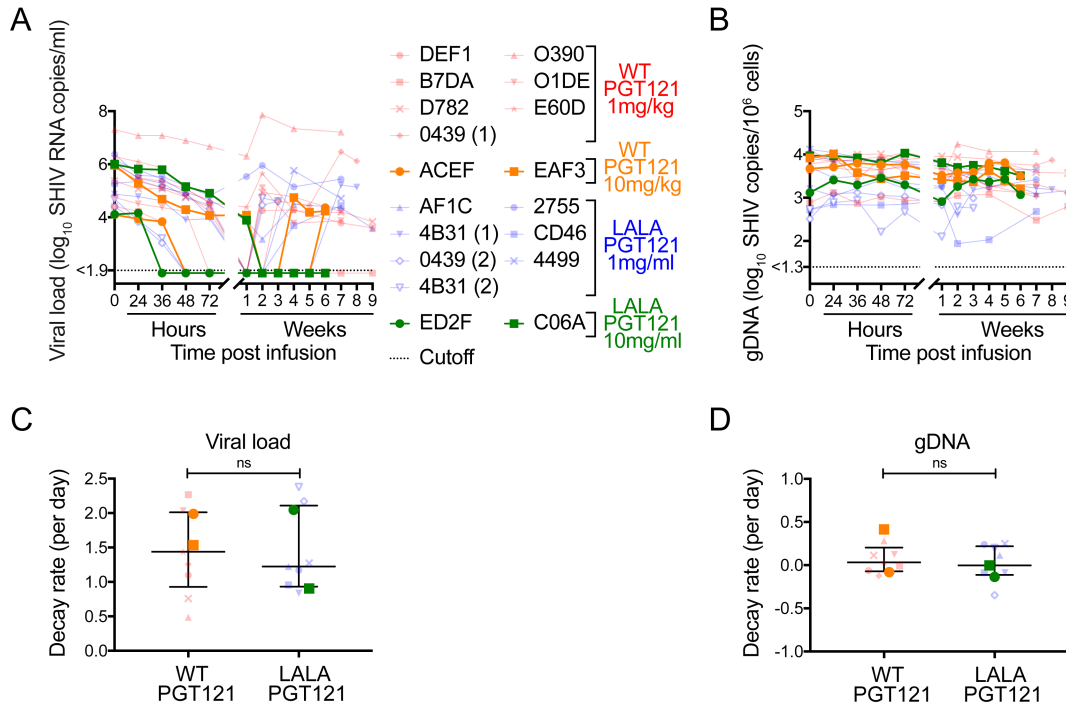 A
Viral load (log10 SHIV RNA copies/ml)
8
6
4
<1.9
0 24 36 48 72 1 2 3 4 5 6 7 8 9
Hours Weeks
Time post infusion
DEF1 O390
B7DA O1DE
D782 E60D
0439 (1)
WT
PGT121
1mg/kg
ACEF EAF3
WT
PGT121
10mg/kg
AF1C 2755
4B31 (1) CD46
0439 (2) 4499
4B31 (2)
LALA
PGT121
1mg/ml
ED2F C06A
LALA
PGT121
10mg/ml
Cutoff
B
gDNA (log10 SHIV copies/10⁶ cells)
5
4
3
2
<1.3
0 24 36 48 72 1 2 3 4 5 6 7 8 9
Hours Weeks
Time post infusion
C
Viral load
ns
Decay rate (per day)
2.5
2.0
1.5
1.0
0.5
0.0
WT
PGT121
LALA
PGT121
D
gDNA
ns
Decay rate (per day)
1.0
0.5
0.0
-0.5
-1.0
WT
PGT121
LALA
PGT121